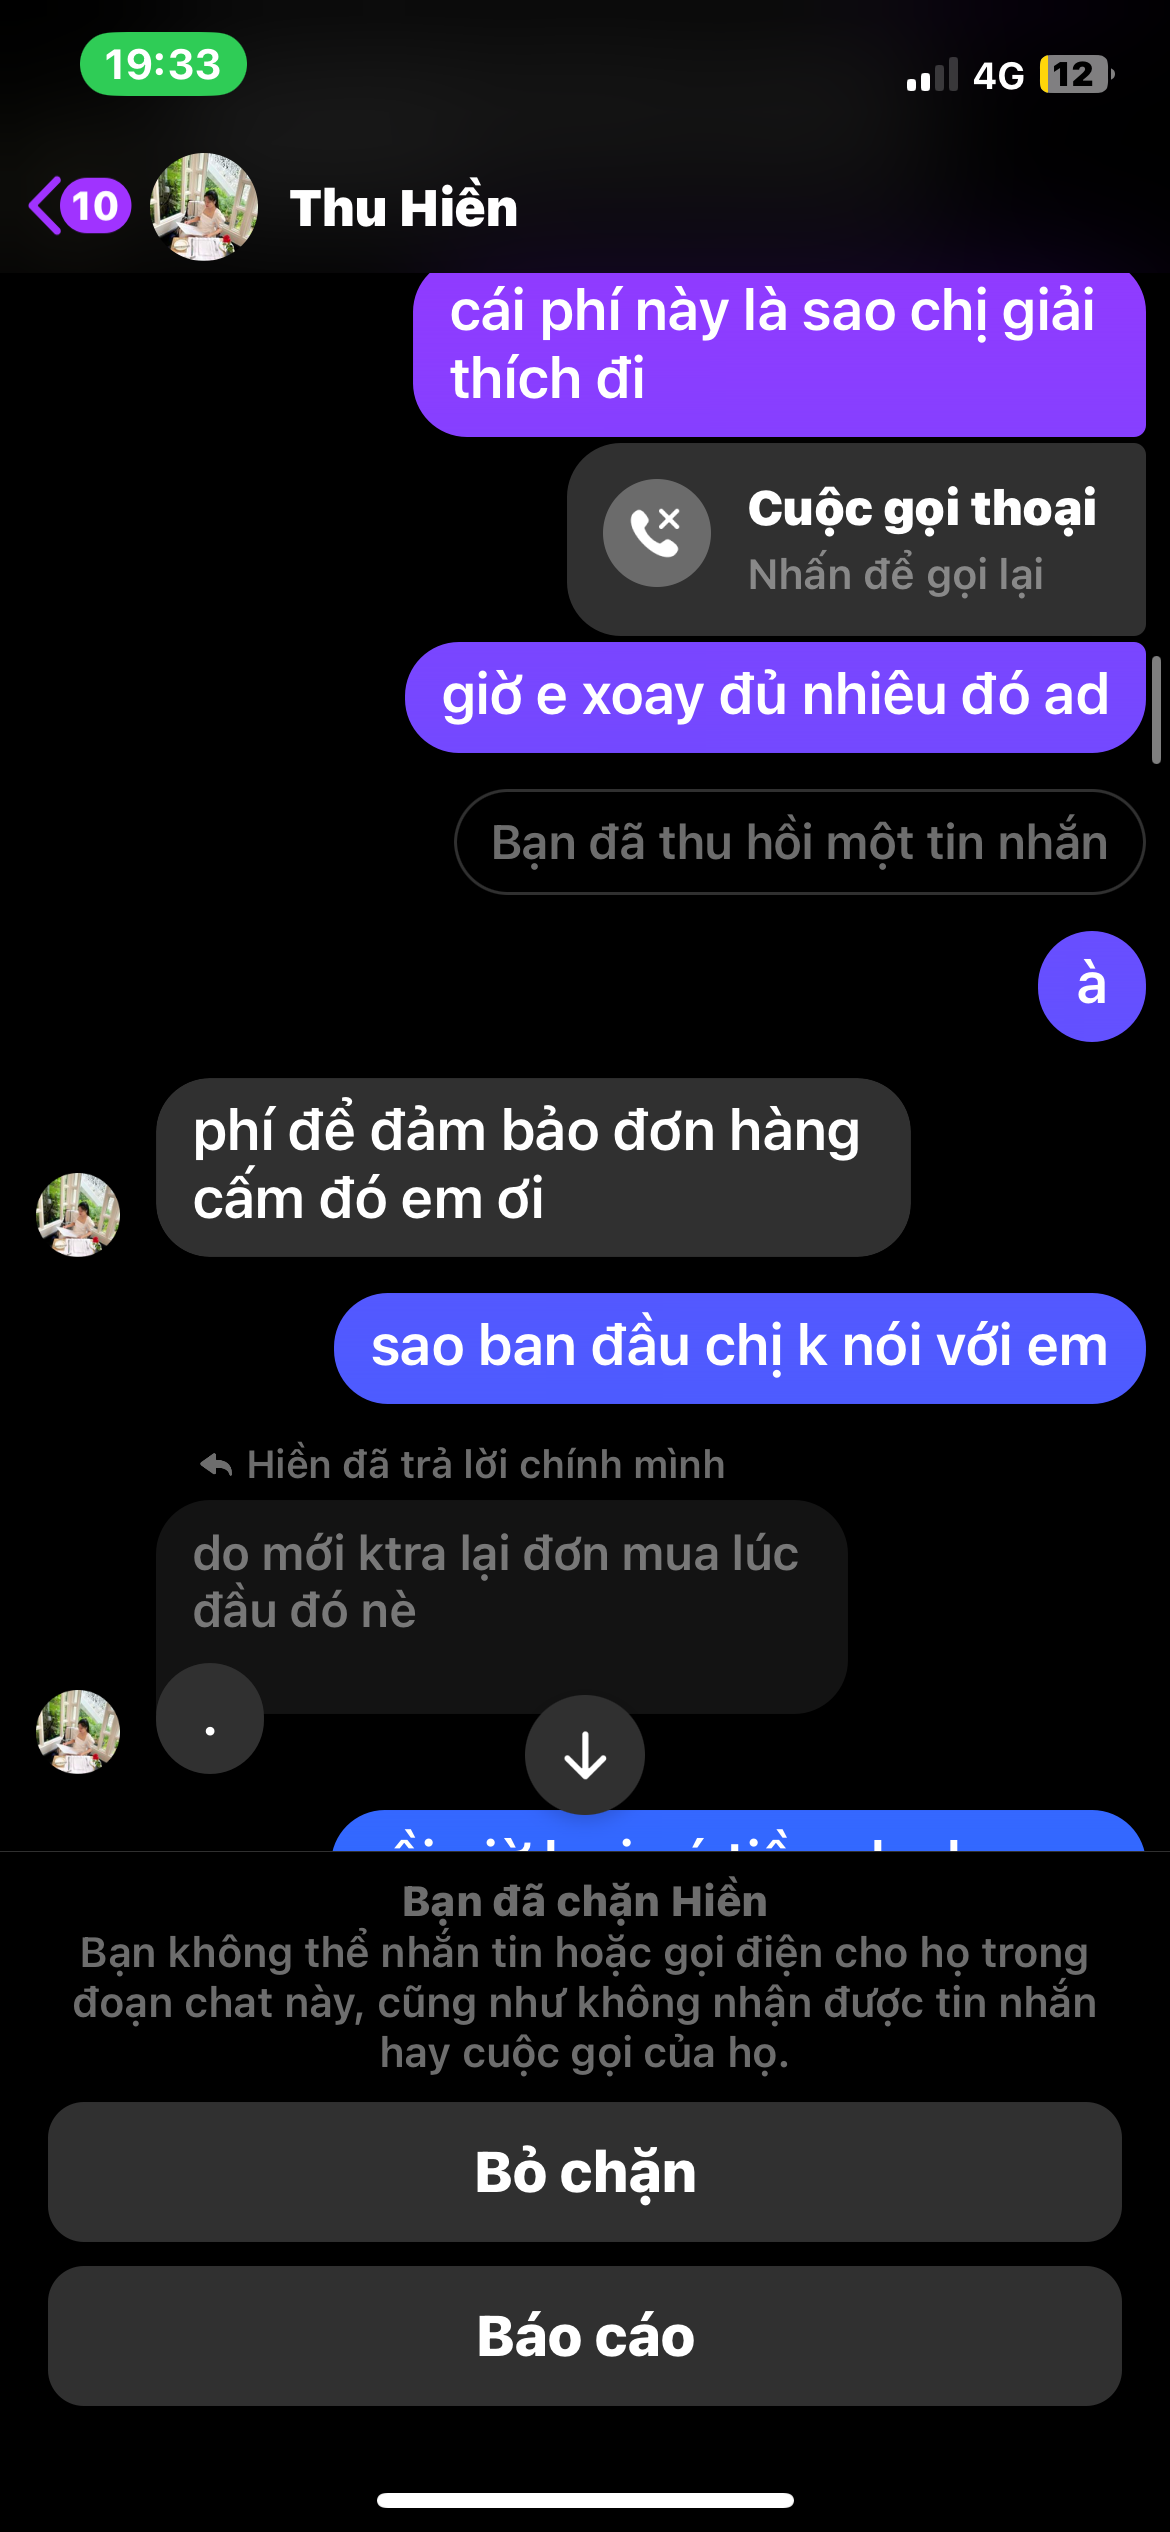 19:33
4G 12
10
Thu Hiền
cái phí này là sao chị giải
thích đi
Cuộc gọi thoại
Nhấn để gọi lại
giờ e xoay đủ nhiêu đó ad
Bạn đã thu hồi một tin nhắn
à
phí để đảm bảo đơn hàng
cấm đó em ơi
sao ban đầu chị k nói với em
Hiền đã trả lời chính mình
do mới ktra lại đơn mua lúc
đầu đó nè
.
Bạn đã chặn Hiền
Bạn không thể nhắn tin hoặc gọi điện cho họ trong
đoạn chat này, cũng như không nhận được tin nhắn
hay cuộc gọi của họ.
Bỏ chặn
Báo cáo